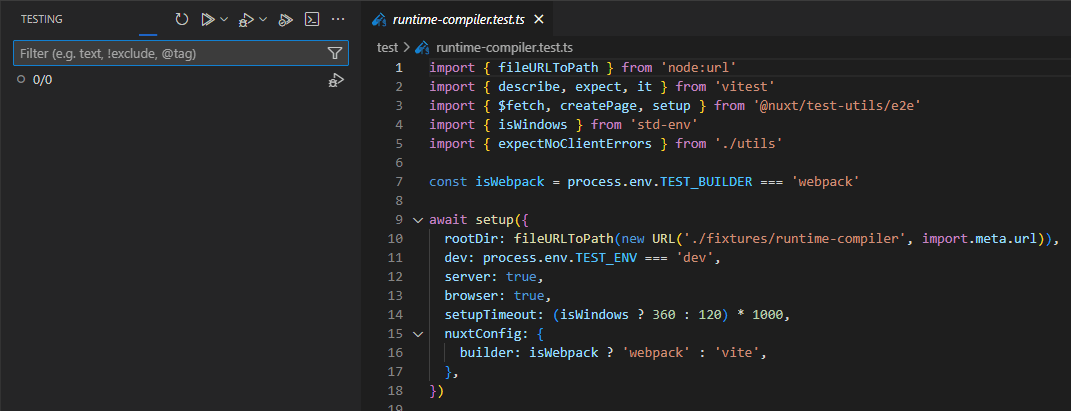 TESTING
Filter (e.g. text, !exclude, @tag)
0/0
runtime-compiler.test.ts
test > runtime-compiler.test.ts
1 import { fileURLToPath } from 'node:url'
2 import { describe, expect, it } from 'vitest'
3 import { $fetch, createPage, setup } from '@nuxt/test-utils/e2e'
4 import { isWindows } from 'std-env'
5 import { expectNoClientErrors } from './utils'
6
7 const isWebpack = process.env.TEST_BUILDER === 'webpack'
8
9 await setup({
10 rootDir: fileURLToPath(new URL('./fixtures/runtime-compiler', import.meta.url)),
11 dev: process.env.TEST_ENV === 'dev',
12 server: true,
13 browser: true,
14 setupTimeout: (isWindows ? 360 : 120) * 1000,
15 nuxtConfig: {
16 builder: isWebpack ? 'webpack' : 'vite',
17 },
18 })
19